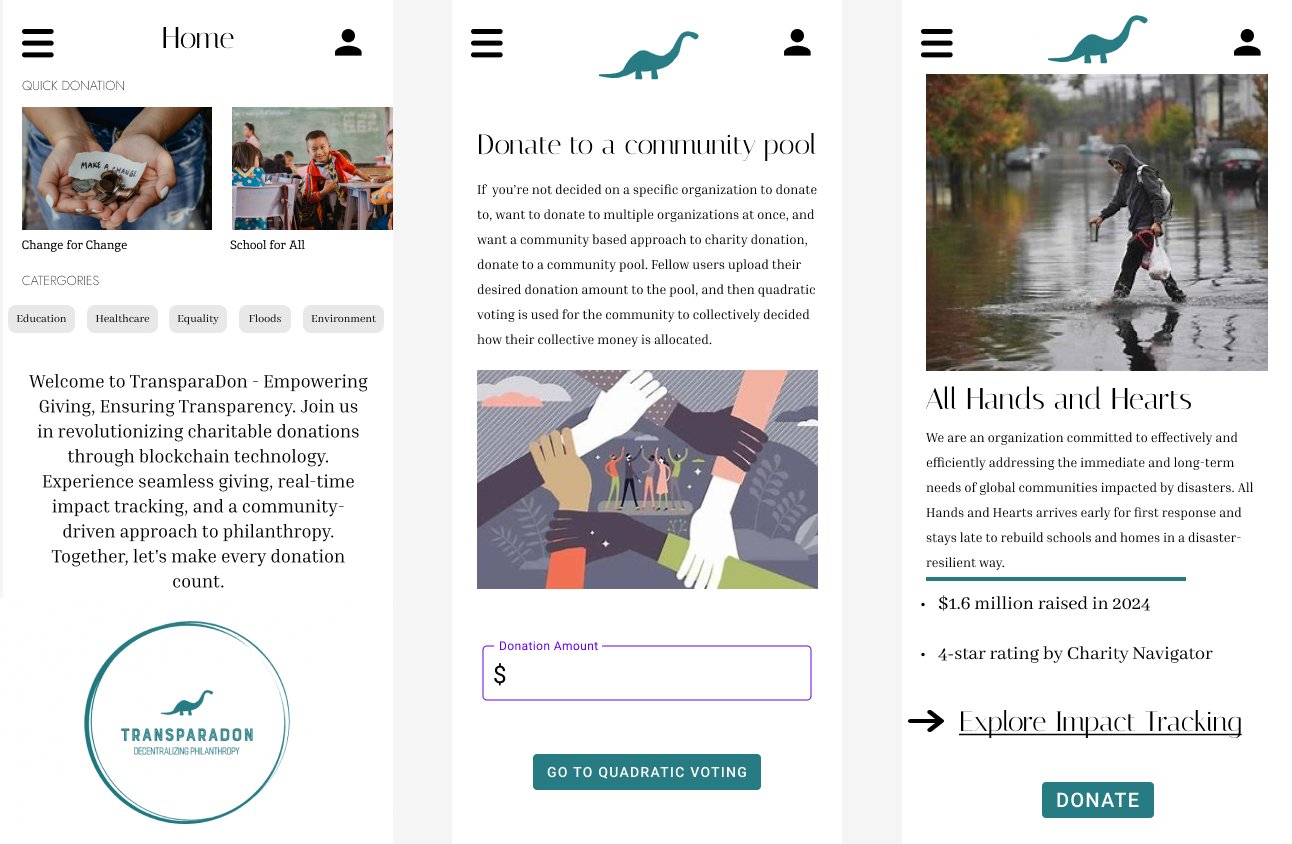 Home
QUICK DONATION
MAKE A CHANGE
Change for Change
School for All
CATERGORIES
Education
Healthcare
Equality
Floods
Environment
Welcome to TransparaDon - Empowering
Giving, Ensuring Transparency. Join us
in revolutionizing charitable donations
through blockchain technology.
Experience seamless giving, real-time
impact tracking, and a community-
driven approach to philanthropy.
Together, let's make every donation
count.
TRANSPARADON
DECENTRALIZING PHILANTHROPY
Donate to a community pool
If you're not decided on a specific organization to donate
to, want to donate to multiple organizations at once, and
want a community based approach to charity donation,
donate to a community pool. Fellow users upload their
desired donation amount to the pool, and then quadratic
voting is used for the community to collectively decided
how their collective money is allocated.
Donation Amount
$
GO TO QUADRATIC VOTING
All Hands and Hearts
We are an organization committed to effectively and
efficiently addressing the immediate and long-term
needs of global communities impacted by disasters. All
Hands and Hearts arrives early for first response and
stays late to rebuild schools and homes in a disaster-
resilient way.
• $1.6 million raised in 2024
• 4-star rating by Charity Navigator
Explore Impact Tracking
DONATE